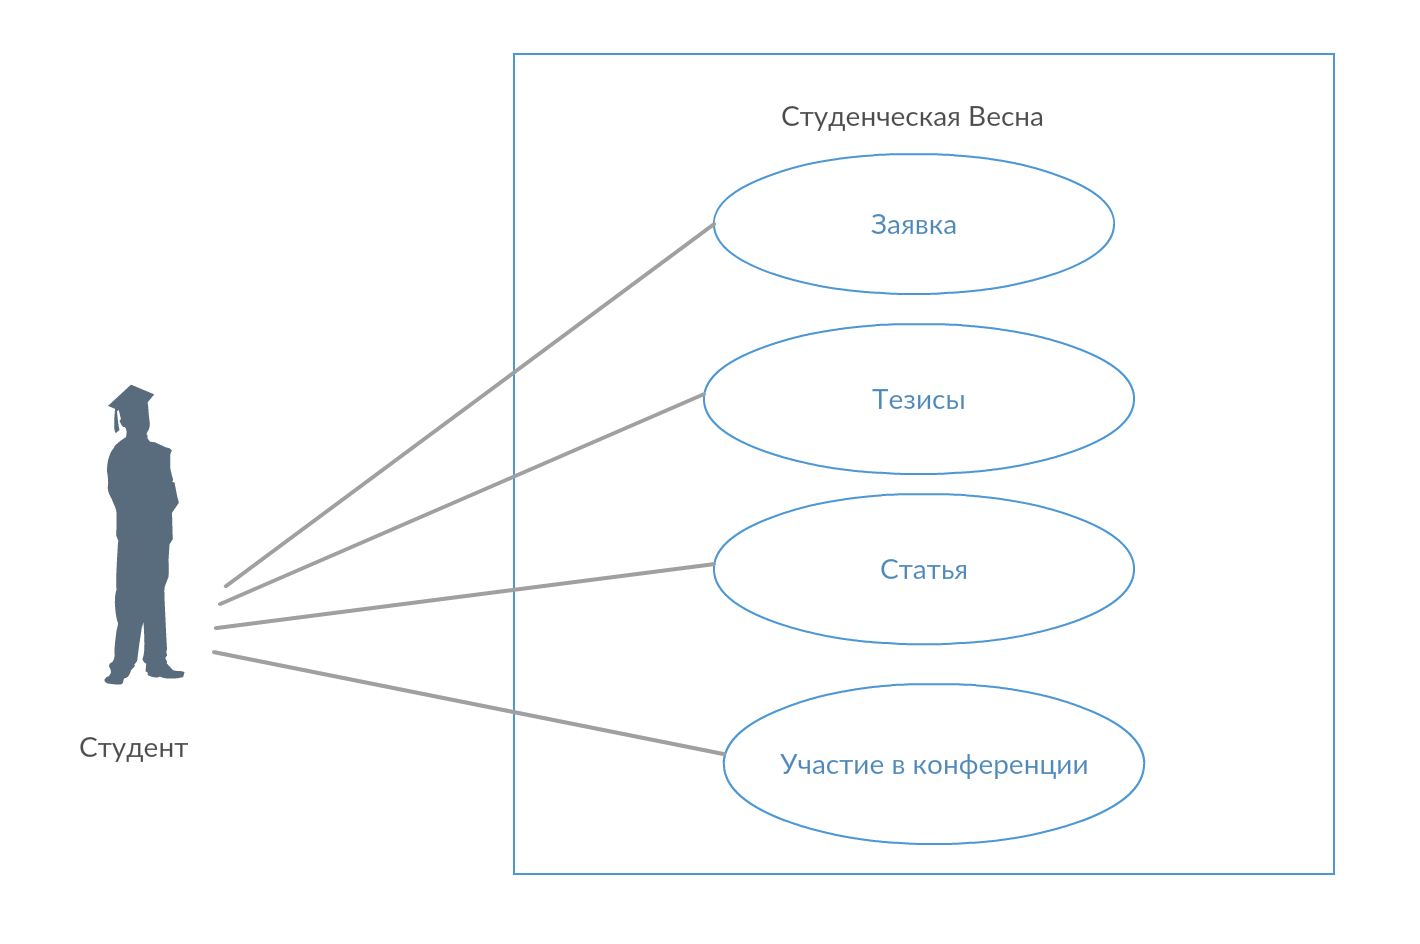 Студенческая Весна
Заявка
Тезисы
Статья
Участие в конференции
Студент